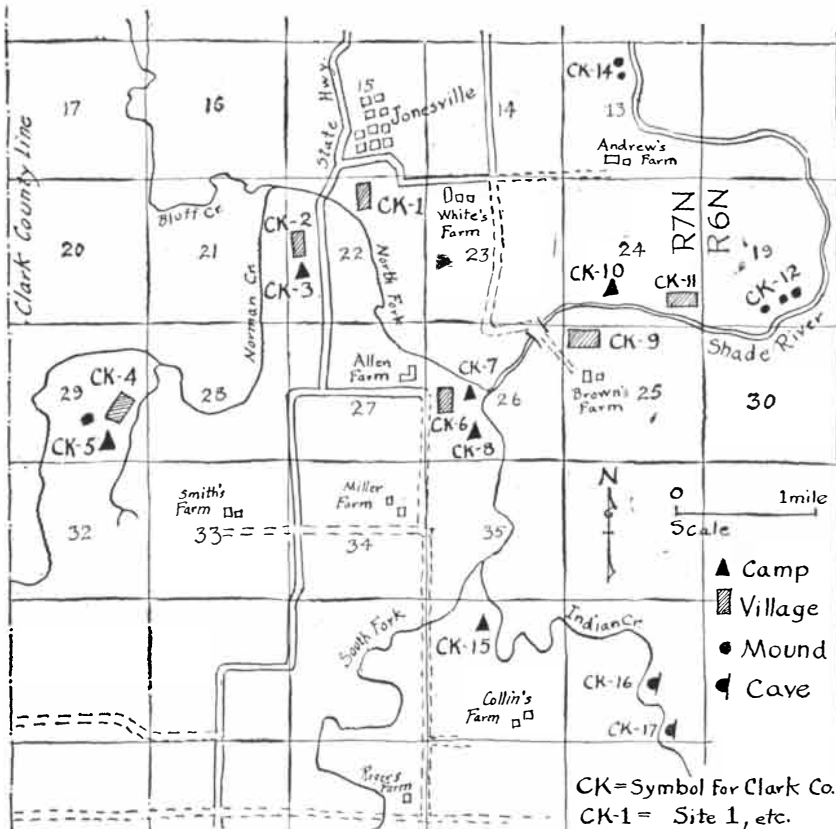 17
16
State Hwy.
15
Jonesville
14
CK-14
13
Andrew's
Farm
Clark County Line
Bluff Cr.
CK-1
White's
Farm
R7N
R6N
20
21
CK-2
CK-3
22
North Fork
23
24
CK-10
CK-11
19
CK-12
Norman Cr.
Shade River
29
CK-4
CK-5
28
Allen
Farm
27
CK-7
CK-6
CK-8
26
CK-9
Brown's
Farm
25
30
32
Smith's
Farm
33
Miller
Farm
34
35
N
0 1 mile
Scale
Camp
Village
Mound
Cave
South Fork
CK-15
Indian Cr.
CK-16
CK-17
Collin's
Farm
Farm
CK=Symbol For Clark Co.
CK-1 = Site 1, etc.